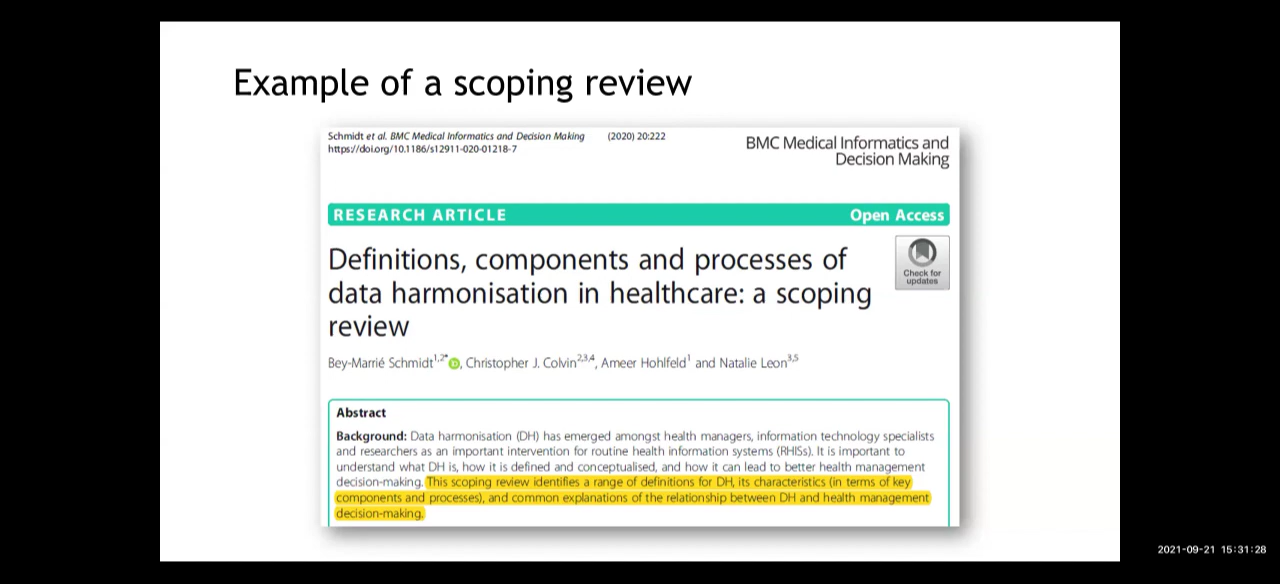 Example of a scoping review
Schmidt et al. BMC Medical Informatics and Decision Making (2020) 20:222
https://doi.org/10.1186/s12911-020-01218-7
BMC Medical Informatics and
Decision Making
RESEARCH ARTICLE Open Access
Definitions, components and processes of
data harmonisation in healthcare: a scoping
review
Check for
updates
Bey-Marrié Schmidt1,2* iD, Christopher J. Colvin2,3,4, Ameer Hohlfeld1 and Natalie Leon3,5
Abstract
Background: Data harmonisation (DH) has emerged amongst health managers, information technology specialists
and researchers as an important intervention for routine health information systems (RHISs). It is important to
understand what DH is, how it is defined and conceptualised, and how it can lead to better health management
decision-making. This scoping review identifies a range of definitions for DH, its characteristics (in terms of key
components and processes), and common explanations of the relationship between DH and health management
decision-making.
2021-09-21 15:31:28